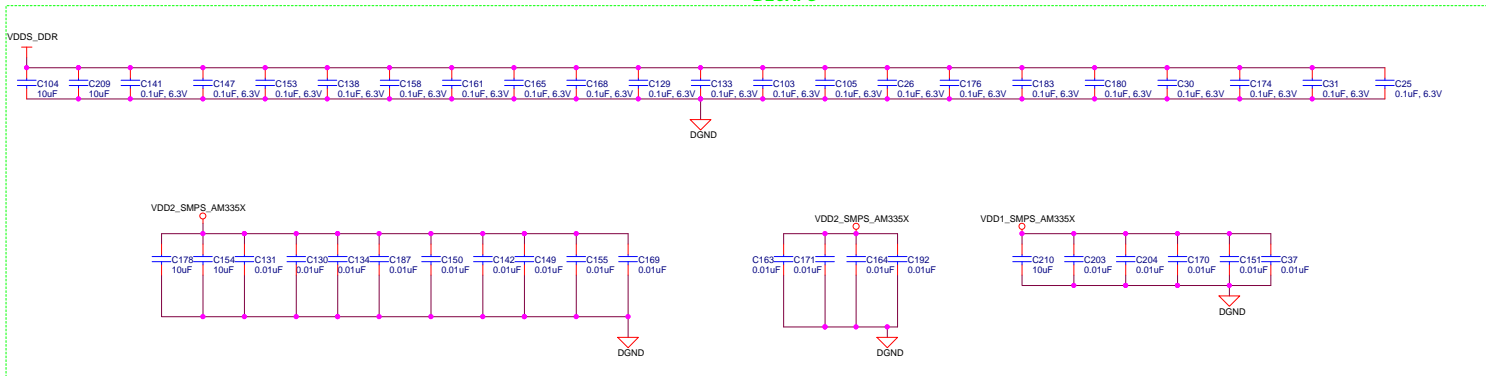 VDDS_DDR
C104 C209 C141 C147 C153 C138 C158 C161 C165 C168 C129 C133 C103 C105 C26 C176 C183 C180 C30 C174 C31 C25
10uF 10uF 0.1uF, 6.3V 0.1uF, 6.3V 0.1uF, 6.3V 0.1uF, 6.3V 0.1uF, 6.3V 0.1uF, 6.3V 0.1uF, 6.3V 0.1uF, 6.3V 0.1uF, 6.3V 0.1uF, 6.3V 0.1uF, 6.3V 0.1uF, 6.3V 0.1uF, 6.3V 0.1uF, 6.3V 0.1uF, 6.3V 0.1uF, 6.3V 0.1uF, 6.3V 0.1uF, 6.3V 0.1uF, 6.3V 0.1uF, 6.3V
DGND
VDD2_SMPS_AM335X
C178 C154 C131 C130 C134 C187 C150 C142 C149 C155 C169
10uF 10uF 0.01uF 0.01uF 0.01uF 0.01uF 0.01uF 0.01uF 0.01uF 0.01uF 0.01uF
DGND
VDD2_SMPS_AM335X
C163 C171 C164 C192
0.01uF 0.01uF 0.01uF 0.01uF
DGND
VDD1_SMPS_AM335X
C210 C203 C204 C170 C151 C37
10uF 0.01uF 0.01uF 0.01uF 0.01uF 0.01uF
DGND